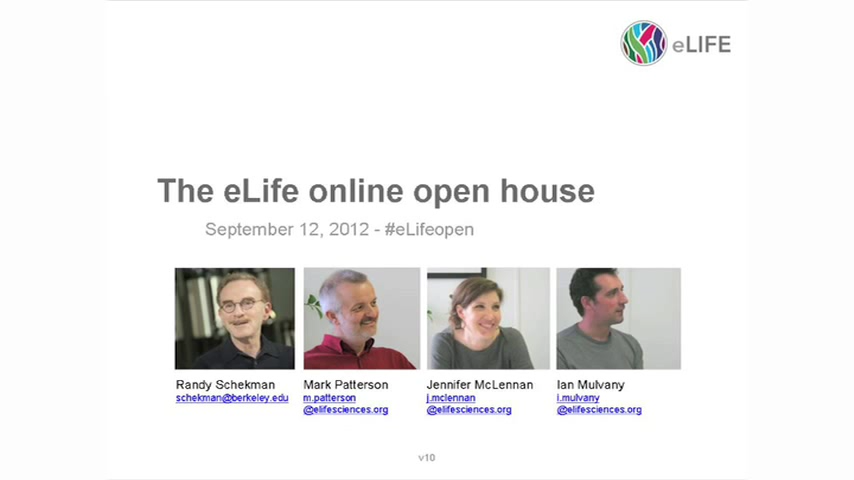 eLIFE
The eLife online open house
September 12, 2012 - #eLifeopen
Randy Schekman
schekman@berkeley.edu
Mark Patterson
m.patterson
@elifesciences.org
Jennifer McLennan
j.mclennan
@elifesciences.org
Ian Mulvany
i.mulvany
@elifesciences.org
v10